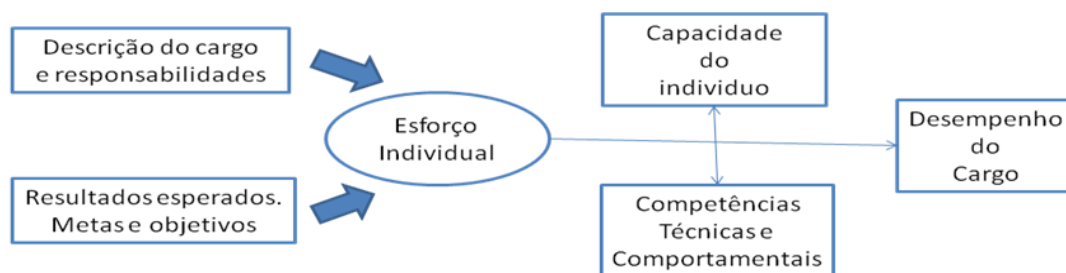 Descrição do cargo
e responsabilidades
Resultados esperados.
Metas e objetivos
Esforço
Individual
Capacidade
do
individuo
Competências
Técnicas e
Comportamentais
Desempenho
do
Cargo